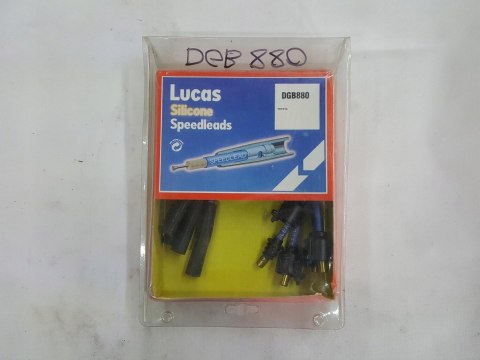 DGB 880
Lucas
Silicone
Speedleads
DGB880
SPEEDLEAD